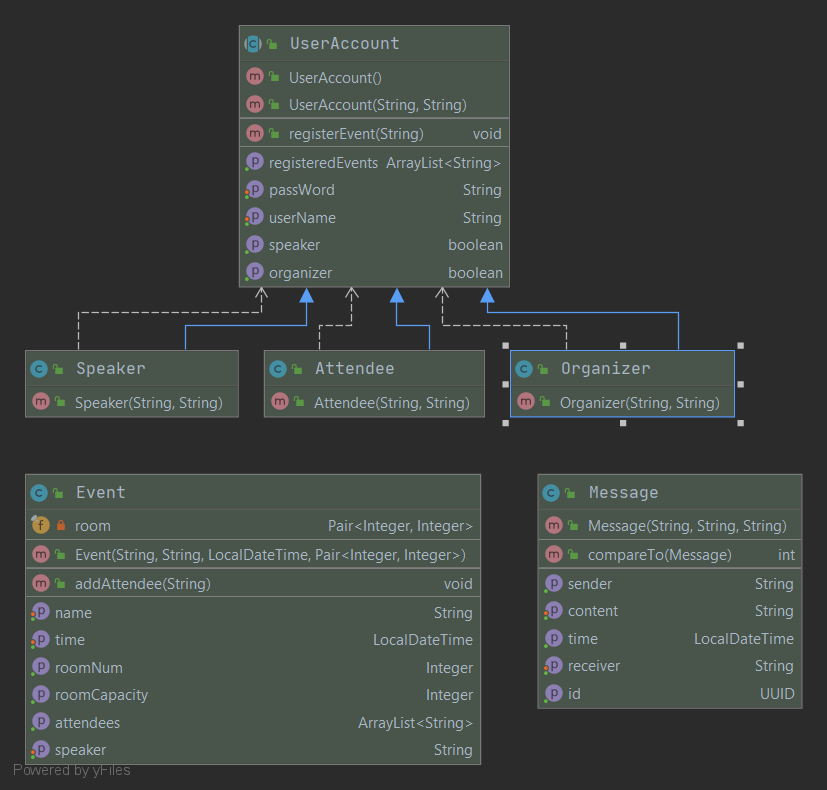 UserAccount
UserAccount()
UserAccount(String, String)
registerEvent(String) void
registeredEvents ArrayList<String>
passWord String
userName String
speaker boolean
organizer boolean
Speaker
Speaker(String, String)
Attendee
Attendee(String, String)
Organizer
Organizer(String, String)
Event
room Pair<Integer, Integer>
Event(String, String, LocalDateTime, Pair<Integer, Integer>)
addAttendee(String) void
name String
time LocalDateTime
roomNum Integer
roomCapacity Integer
attendees ArrayList<String>
speaker String
Message
Message(String, String, String)
compareTo(Message) int
sender String
content String
time LocalDateTime
receiver String
id UUID
Powered by yFiles